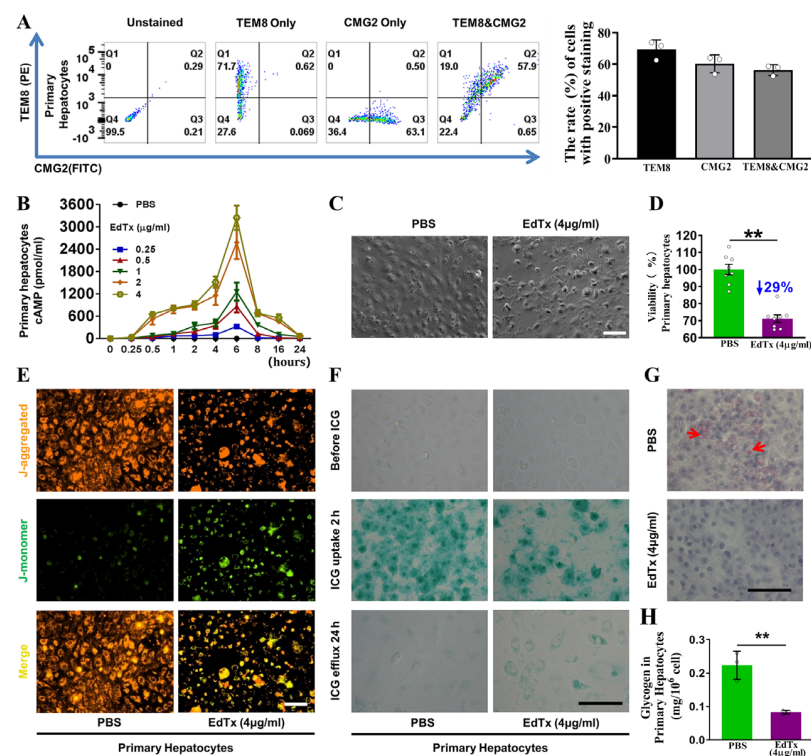 A
Unstained
TEM8 Only
CMG2 Only
TEM8&CMG2
TEM8 (PE)
Primary
Hepatocytes
10⁵
10⁴
10³
0
-10³
Q1
0
Q2
0.29
Q4
99.5
Q3
0.21
Q1
71.7
Q2
0.62
Q4
27.6
Q3
0.069
Q1
0
Q2
0.50
Q4
36.4
Q3
63.1
Q1
19.0
Q2
57.9
Q4
22.4
Q3
0.65
CMG2(FITC)
The rate (%) of cells
with positive staining
80
60
40
20
0
TEM8
CMG2
TEM8&CMG2
B
Primary hepatocytes
cAMP (pmol/ml)
3600
3000
2400
1800
1200
600
0
PBS
EdTx (μg/ml)
0.25
0.5
1
2
4
0 0.25 0.5 1 2 4 6 8 16 24
(hours)
C
PBS
EdTx (4μg/ml)
D
Viability (%)
Primary hepatocytes
120
110
100
90
80
70
60
**
↓29%
PBS
EdTx (4μg/ml)
E
J-aggregated
J-monomer
Merge
PBS
EdTx (4μg/ml)
Primary Hepatocytes
F
Before ICG
ICG uptake 2h
ICG efflux 24h
PBS
EdTx (4μg/ml)
Primary Hepatocytes
G
PBS
EdTx (4μg/ml)
H
Glycogen in
Primary Hepatocytes
(mg/10⁶ cell)
0.3
0.2
0.1
0.0
**
PBS
EdTx
(4μg/ml)